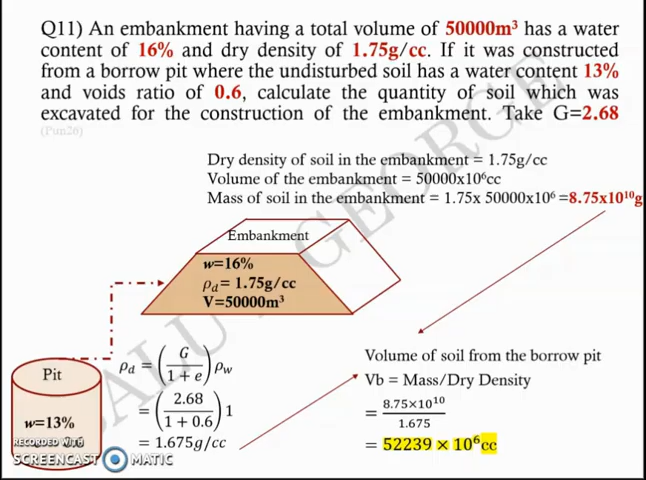 Q11) An embankment having a total volume of 50000m³ has a water
content of 16% and dry density of 1.75g/cc. If it was constructed
from a borrow pit where the undisturbed soil has a water content 13%
and voids ratio of 0.6, calculate the quantity of soil which was
excavated for the construction of the embankment. Take G=2.68
(Pun20)
Dry density of soil in the embankment = 1.75g/cc
Volume of the embankment = 50000x10⁶cc
Mass of soil in the embankment = 1.75x 50000x10⁶ =8.75x10¹⁰g
Embankment
w=16%
ρd= 1.75g/cc
V=50000m³
Pit
w=13%
ρd = (G/(1 + e)) ρw
= (2.68/(1 + 0.6)) 1
= 1.675g/cc
Volume of soil from the borrow pit
Vb = Mass/Dry Density
= 8.75×10¹⁰/1.675
= 52239 × 10⁶cc
GEORGE
RECORDED WITH
SCREENCAST MATIC